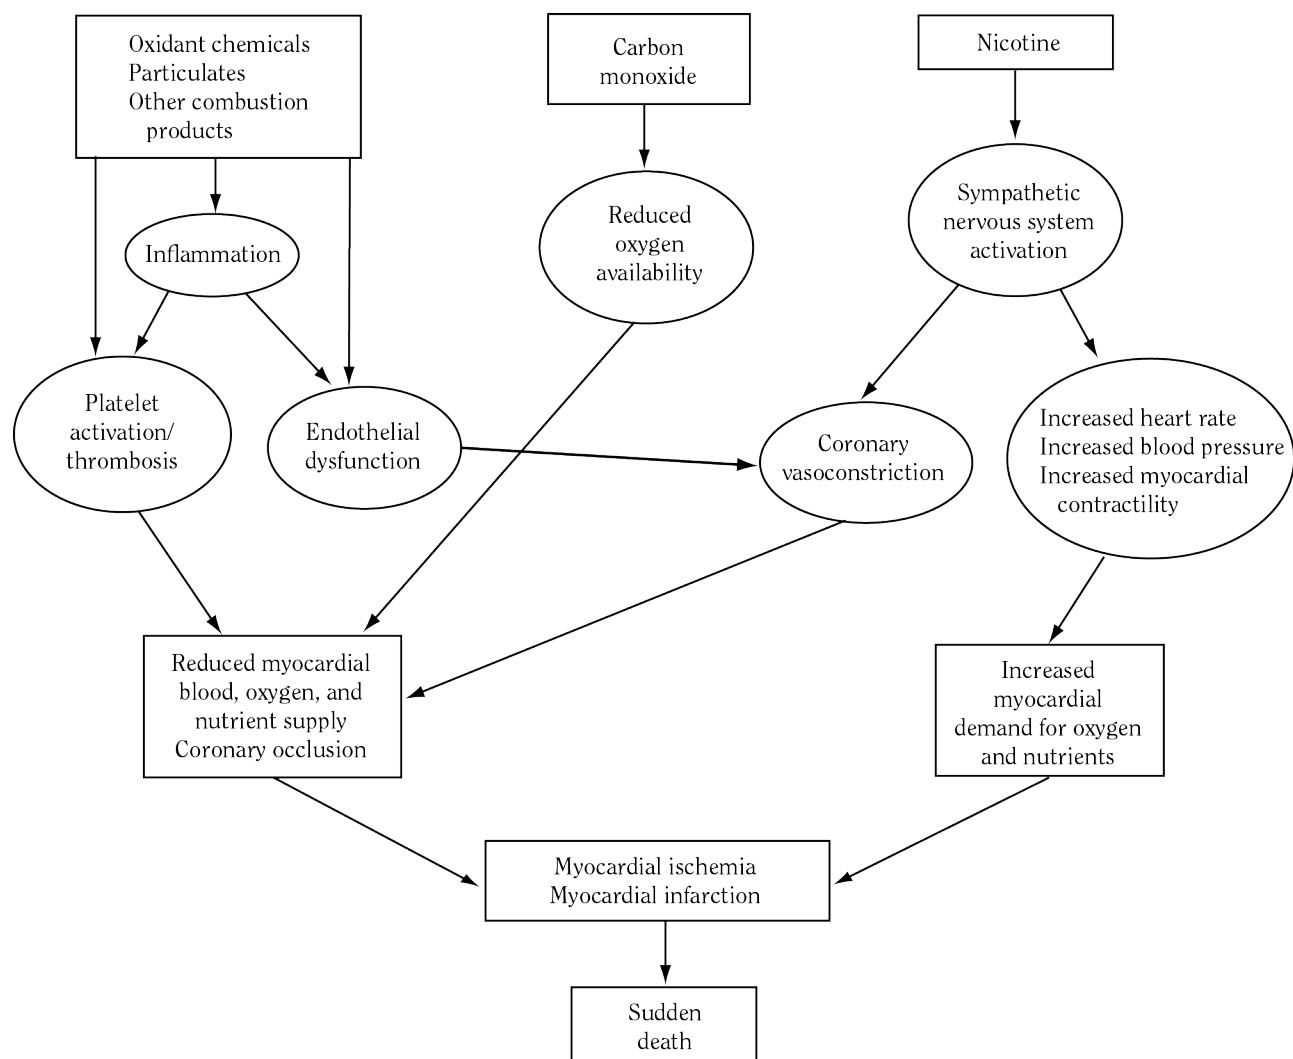 Oxidant chemicals
Particulates
Other combustion
products
Carbon
monoxide
Nicotine
Inflammation
Reduced
oxygen
availability
Sympathetic
nervous system
activation
Platelet
activation/
thrombosis
Endothelial
dysfunction
Coronary
vasoconstriction
Increased heart rate
Increased blood pressure
Increased myocardial
contractility
Reduced myocardial
blood, oxygen, and
nutrient supply
Coronary occlusion
Increased
myocardial
demand for oxygen
and nutrients
Myocardial ischemia
Myocardial infarction
Sudden
death